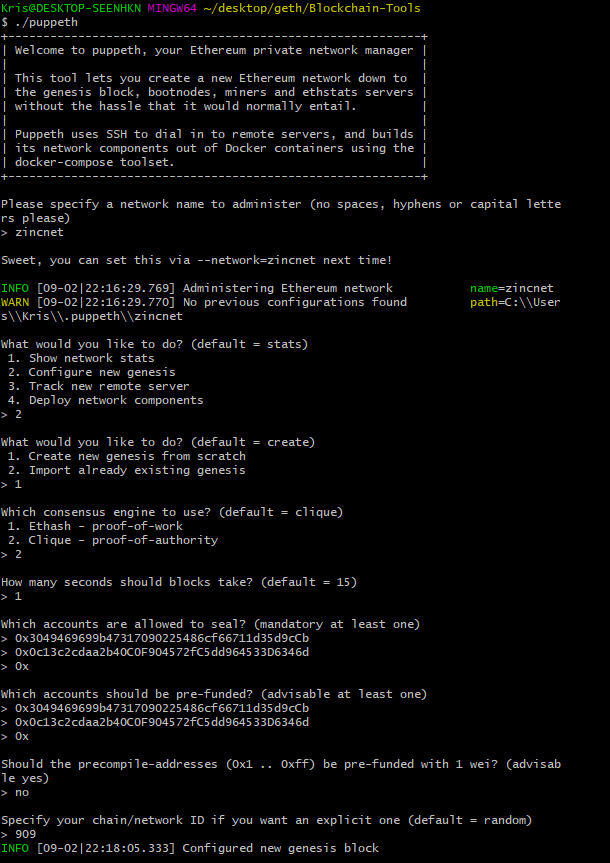 Kris@DESKTOP-SEENHKN MINGW64 ~/desktop/geth/Blockchain-Tools
$ ./puppeth
+-----------------------------------------------------------+
| Welcome to puppeth, your Ethereum private network manager |
|                                                           |
| This tool lets you create a new Ethereum network down to  |
| the genesis block, bootnodes, miners and ethstats servers |
| without the hassle that it would normally entail.         |
|                                                           |
| Puppeth uses SSH to dial in to remote servers, and builds |
| its network components out of Docker containers using the |
| docker-compose toolset.                                   |
+-----------------------------------------------------------+

Please specify a network name to administer (no spaces, hyphens or capital lette
rs please)
> zincnet

Sweet, you can set this via --network=zincnet next time!

INFO [09-02|22:16:29.769] Administering Ethereum network           name=zincnet
WARN [09-02|22:16:29.770] No previous configurations found         path=C:\\User
s\\Kris\\.puppeth\\zincnet

What would you like to do? (default = stats)
 1. Show network stats
 2. Configure new genesis
 3. Track new remote server
 4. Deploy network components
> 2

What would you like to do? (default = create)
 1. Create new genesis from scratch
 2. Import already existing genesis
> 1

Which consensus engine to use? (default = clique)
 1. Ethash - proof-of-work
 2. Clique - proof-of-authority
> 2

How many seconds should blocks take? (default = 15)
> 1

Which accounts are allowed to seal? (mandatory at least one)
> 0x3049469699b47317090225486cf66711d35d9cCb
> 0x0c13c2cdaa2b40C0F904572fC5dd964533D6346d
> 0x

Which accounts should be pre-funded? (advisable at least one)
> 0x3049469699b47317090225486cf66711d35d9cCb
> 0x0c13c2cdaa2b40C0F904572fC5dd964533D6346d
> 0x

Should the precompile-addresses (0x1 .. 0xff) be pre-funded with 1 wei? (advisab
le yes)
> no

Specify your chain/network ID if you want an explicit one (default = random)
> 909
INFO [09-02|22:18:05.333] Configured new genesis block